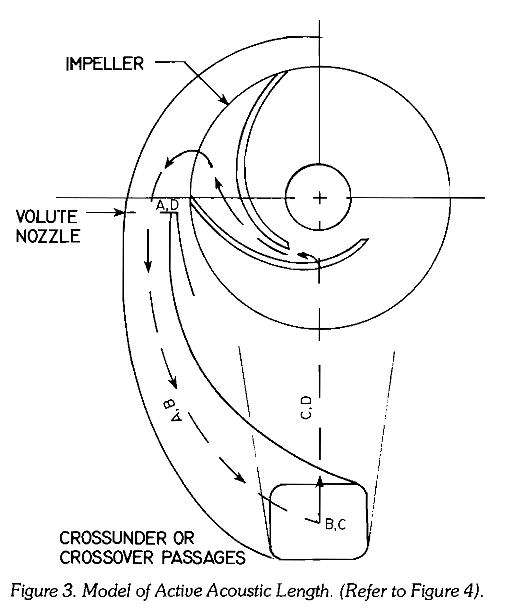 IMPELLER
A,D
VOLUTE
NOZZLE
A,B
C,D
B,C
CROSSUNDER OR
CROSSOVER PASSAGES
Figure 3. Model of Active Acoustic Length. (Refer to Figure 4).